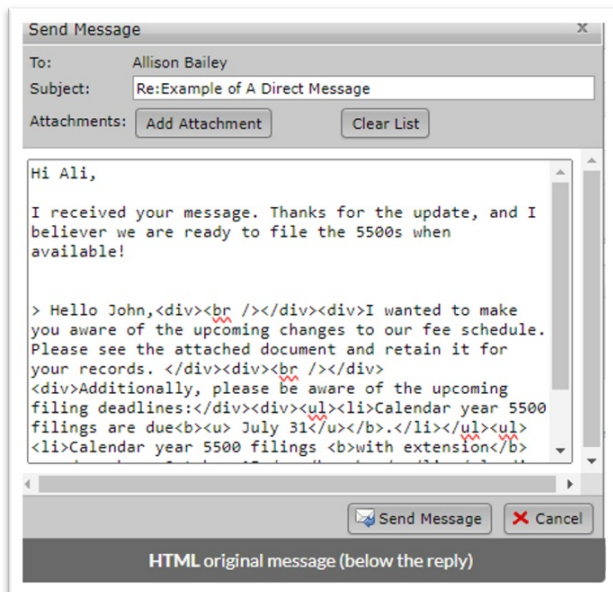 Send Message x
To: Allison Bailey
Subject: Re:Example of A Direct Message
Attachments: Add Attachment Clear List
Hi Ali,
I received your message. Thanks for the update, and I
believer we are ready to file the 5500s when
available!
> Hello John,<div><br /></div><div>I wanted to make
you aware of the upcoming changes to our fee schedule.
Please see the attached document and retain it for
your records. </div><div><br /></div>
<div>Additionally, please be aware of the upcoming
filing deadlines:</div><div><ul><li>Calendar year 5500
filings are due<b><u> July 31</u></b>.</li></ul><ul>
<li>Calendar year 5500 filings <b>with extension</b>
Send Message Cancel
HTML original message (below the reply)